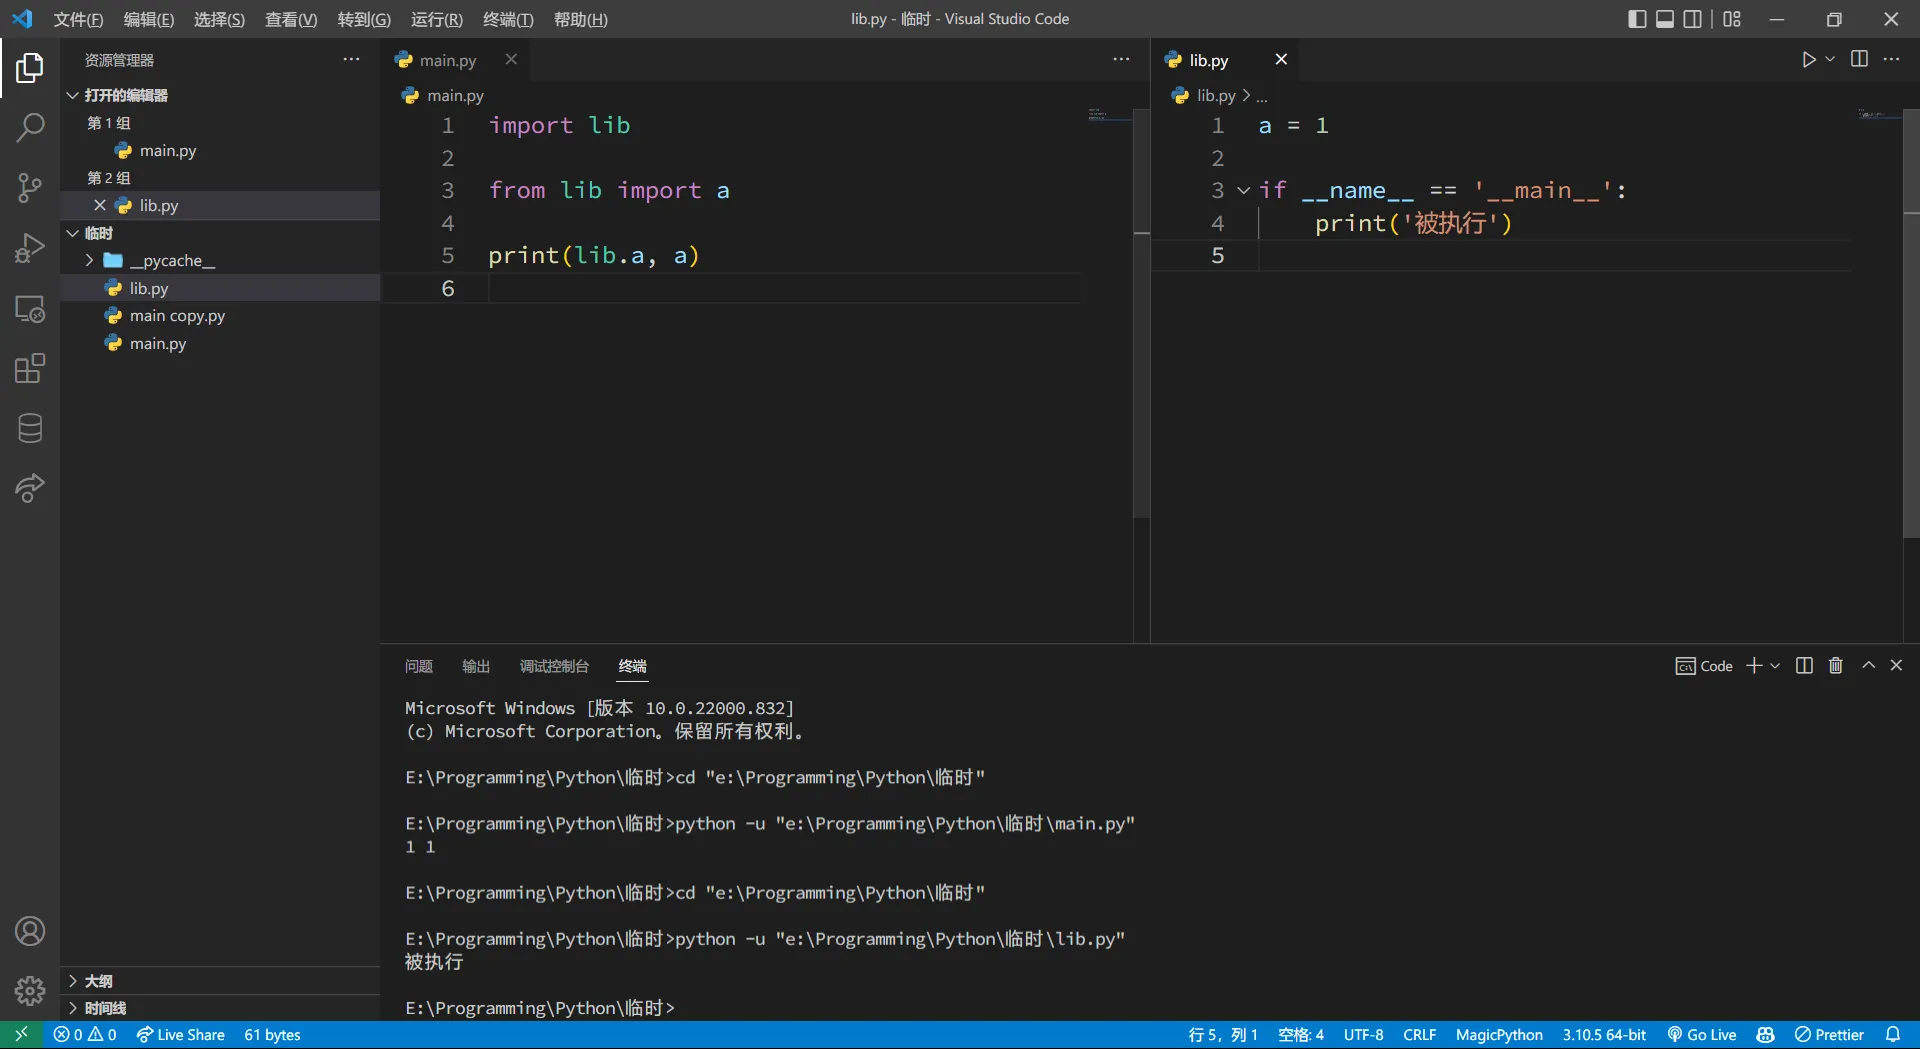 文件(F) 编辑(E) 选择(S) 查看(V) 转到(G) 运行(R) 终端(T) 帮助(H)
lib.py - 临时 - Visual Studio Code
资源管理器
打开的编辑器
第 1 组
main.py
第 2 组
lib.py
临时
__pycache__
lib.py
main copy.py
main.py
大纲
时间线
main.py
main.py
1 import lib
2
3 from lib import a
4
5 print(lib.a, a)
6
lib.py
lib.py > ...
1 a = 1
2
3 if __name__ == '__main__':
4     print('被执行')
5
问题 输出 调试控制台 终端
Code
Microsoft Windows [版本 10.0.22000.832]
(c) Microsoft Corporation。保留所有权利。
E:\Programming\Python\临时>cd "e:\Programming\Python\临时"
E:\Programming\Python\临时>python -u "e:\Programming\Python\临时\main.py"
1 1
E:\Programming\Python\临时>cd "e:\Programming\Python\临时"
E:\Programming\Python\临时>python -u "e:\Programming\Python\临时\lib.py"
被执行
E:\Programming\Python\临时>
0 0 Live Share 61 bytes
行 5，列 1 空格: 4 UTF-8 CRLF MagicPython 3.10.5 64-bit Go Live Prettier